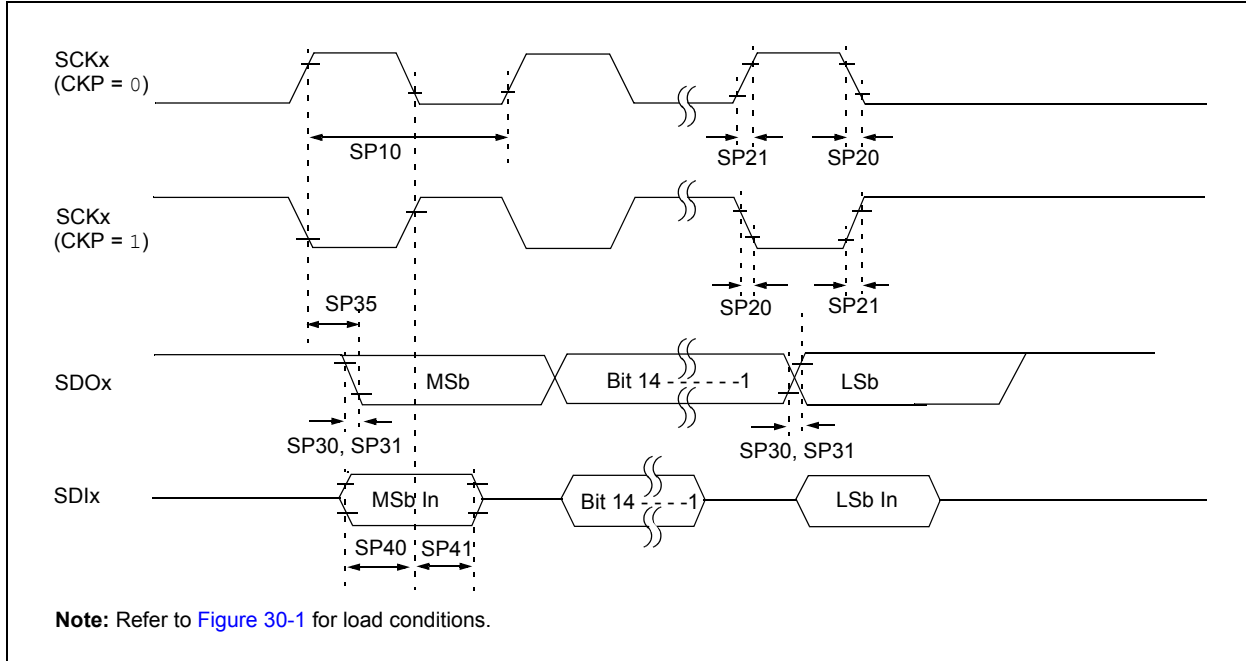 SCKx
(CKP = 0)
SP10
SP21
SP20
SCKx
(CKP = 1)
SP35
SP20
SP21
SDOx
MSb
Bit 14 - - - - - -1
LSb
SP30, SP31
SP30, SP31
SDIx
MSb In
Bit 14 - - - -1
LSb In
SP40
SP41
Note: Refer to Figure 30-1 for load conditions.